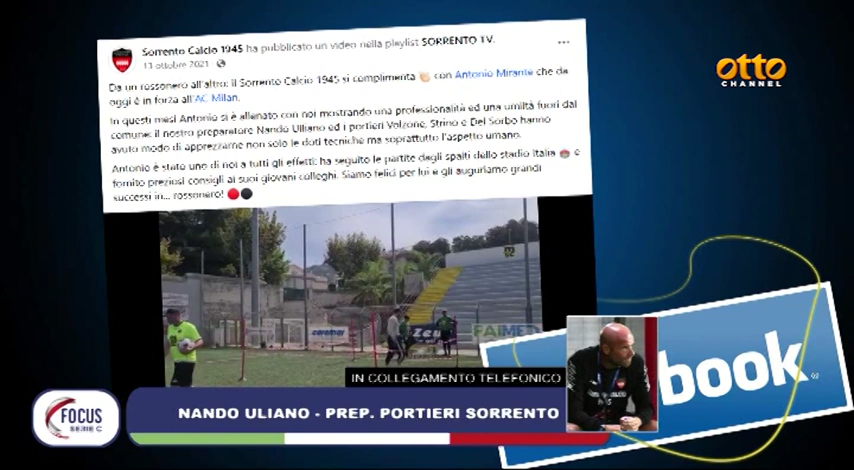 Sorrento Calcio 1945 ha pubblicato un video nella playlist SORRENTO TV.
13 ottobre 2021
Da un rossonero all'altro: il Sorrento Calcio 1945 si complimenta 👏🏻 con Antonio Mirante che da
oggi è in forza all'AC Milan.
In questi mesi Antonio si è allenato con noi mostrando una professionalità ed una umiltà fuori dal
comune: il nostro preparatore Nando Ulliano ed i portieri Volzone, Strino e Del Sorbo hanno
avuto modo di apprezzarne non solo le doti tecniche ma soprattutto l'aspetto umano.
Antonio è stato uno di noi a tutti gli effetti: ha seguito le partite dagli spalti dello stadio Italia 🏟 e
fornito preziosi consigli ai suoi giovani colleghi. Siamo felici per lui e gli auguriamo grandi
successi in... rossonero! 🔴⚫
otto
CHANNEL
Zeus
FAIMED
book
IN COLLEGAMENTO TELEFONICO
NANDO ULIANO - PREP. PORTIERI SORRENTO
FOCUS
SERIE C